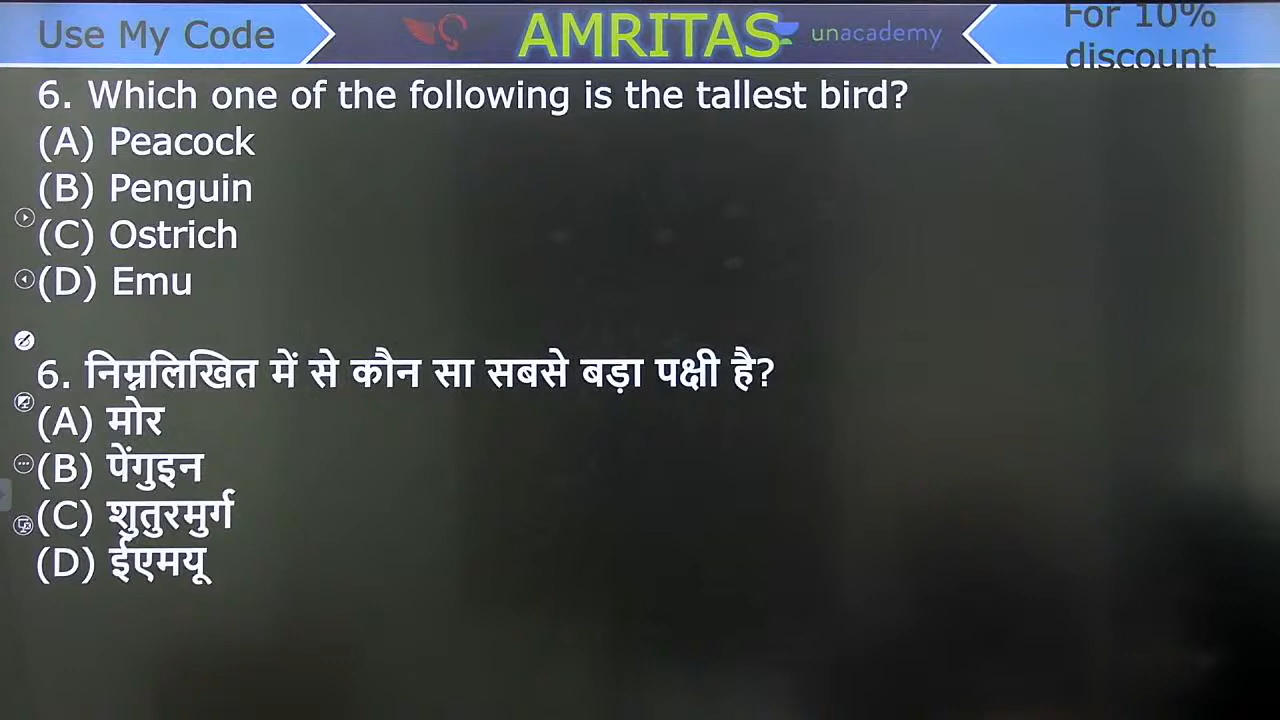 Use My Code
AMRITAS
unacademy
For 10%
discount
6. Which one of the following is the tallest bird?
(A) Peacock
(B) Penguin
(C) Ostrich
(D) Emu
6. निम्नलिखित में से कौन सा सबसे बड़ा पक्षी है?
(A) मोर
(B) पेंगुइन
(C) शुतुरमुर्ग
(D) ईएमयू